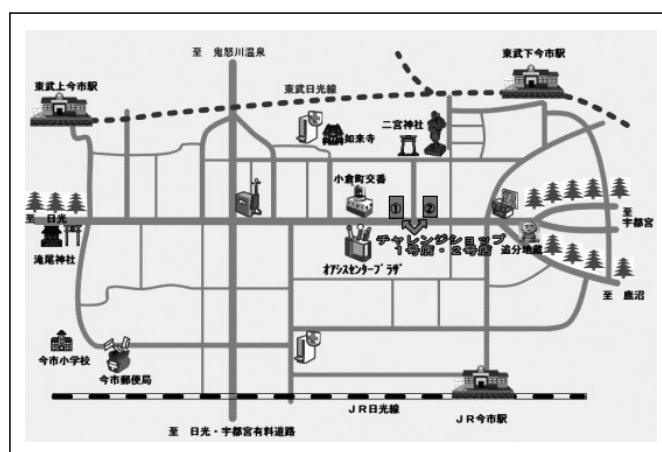 至 鬼怒川温泉
東武下今市駅
東武上今市駅
東武日光線
二宮神社
如来寺
小倉町交番
① ②
至 日光
至 宇都宮
チャレンジショップ
1号店・2号店
追分地蔵
滝尾神社
オアシスセンタープラザ
至 鹿沼
今市小学校
今市郵便局
JR日光線
JR今市駅
至 日光・宇都宮有料道路